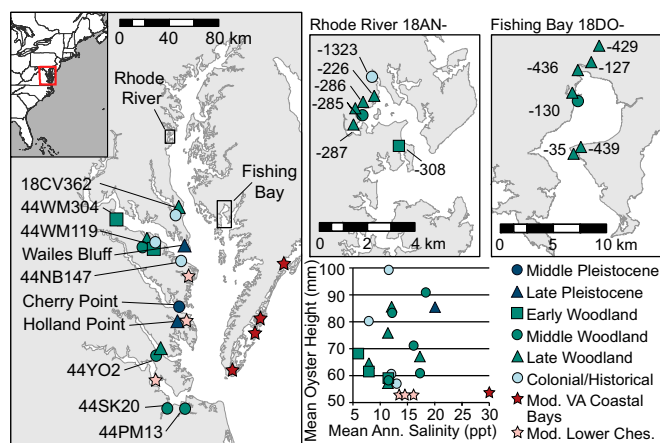 0 20 40 80 km
Rhode
River
Fishing
Bay
18CV362
44WM304
44WM119
Wailes Bluff
44NB147
Cherry Point
Holland Point
44YO2
44SK20
44PM13
Rhode River 18AN-
-1323
-226
-286
-285
-287
-308
0 2 4 km
Fishing Bay 18DO-
-429
-436
-127
-130
-35
-439
0 5 10 km
Mean Oyster Height (mm)
100
90
80
70
60
50
5 10 15 20 25 30
Mean Ann. Salinity (ppt)
Middle Pleistocene
Late Pleistocene
Early Woodland
Middle Woodland
Late Woodland
Colonial/Historical
Mod. VA Coastal
Bays
Mod. Lower Ches.